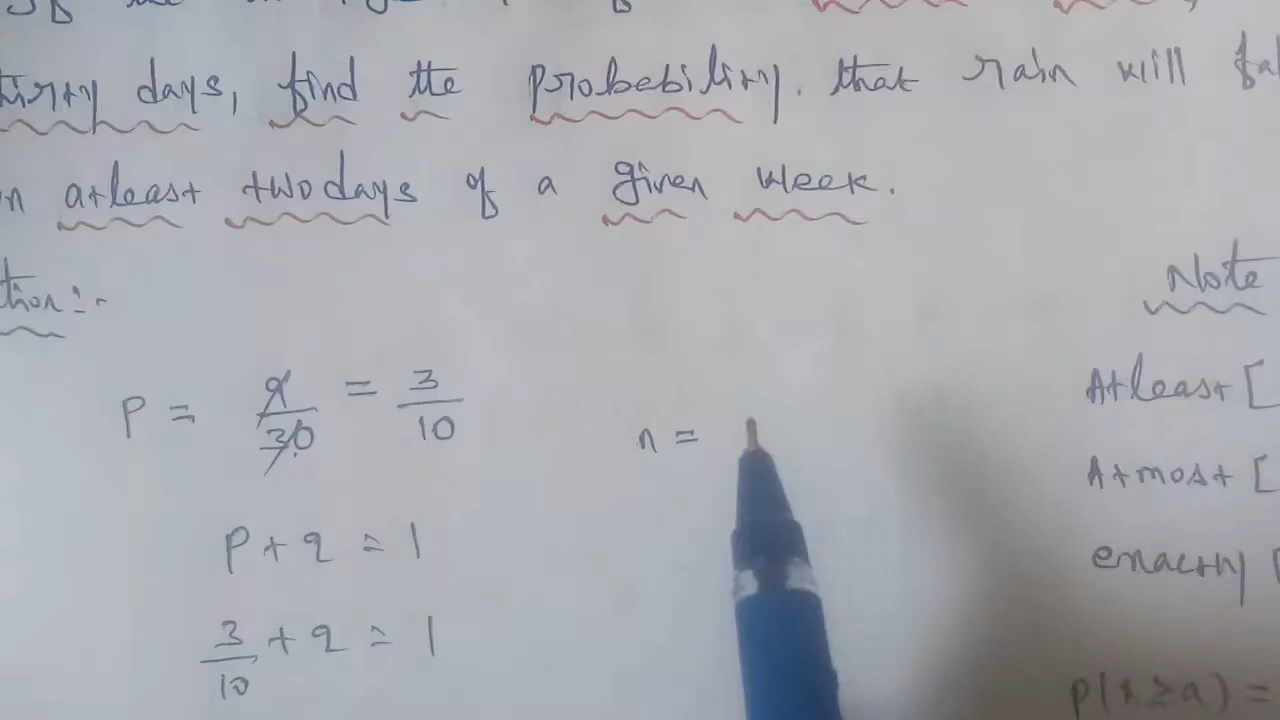 days, find the probebility. that rain will
atleast two days of a given week.
P = 9/30 = 3/10
n =
P + q = 1
3/10 + q = 1
Note
Atleast [
Atmost [
exactly [
P(x ≥ a) =